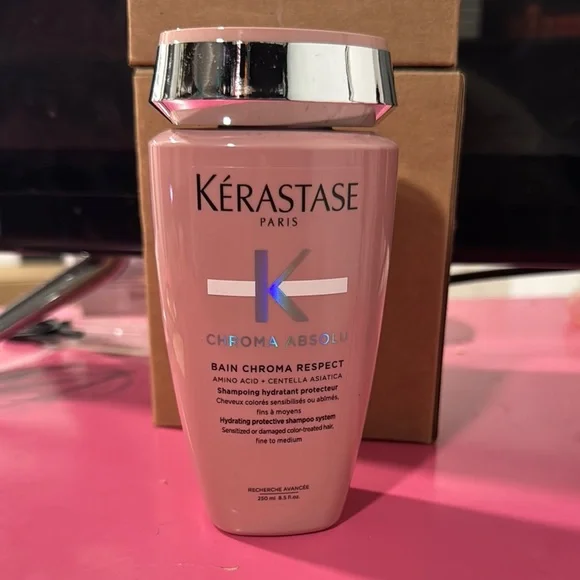 KÉRASTASE
PARIS
K
CHROMA ABSOLU
BAIN CHROMA RESPECT
AMINO ACID + CENTELLA ASIATICA
Shampoing hydratant protecteur
Cheveux colorés sensibilisés ou abîmés,
fins à moyens
Hydrating protective shampoo system
Sensitized or damaged color-treated hair,
fine to medium
RECHERCHE AVANCÉE
250 ml 8.5 fl.oz.